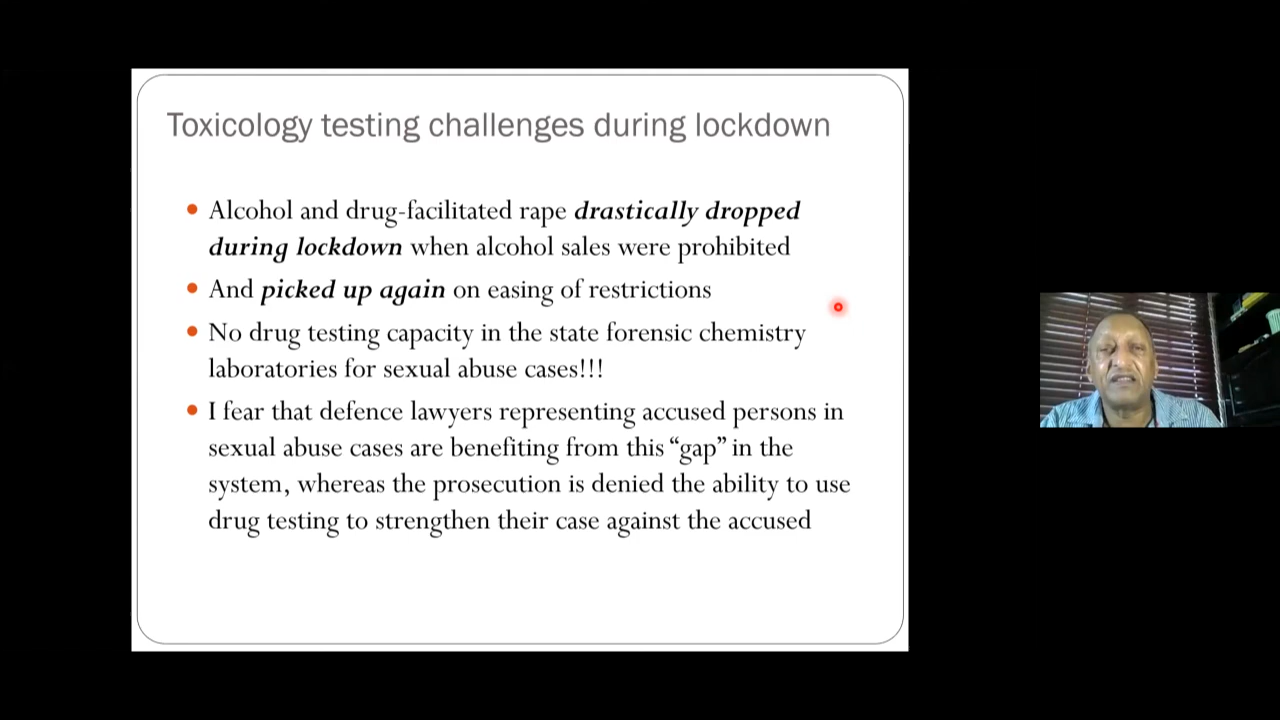 Toxicology testing challenges during lockdown
Alcohol and drug-facilitated rape drastically dropped
during lockdown when alcohol sales were prohibited
And picked up again on easing of restrictions
No drug testing capacity in the state forensic chemistry
laboratories for sexual abuse cases!!!
I fear that defence lawyers representing accused persons in
sexual abuse cases are benefiting from this “gap” in the
system, whereas the prosecution is denied the ability to use
drug testing to strengthen their case against the accused